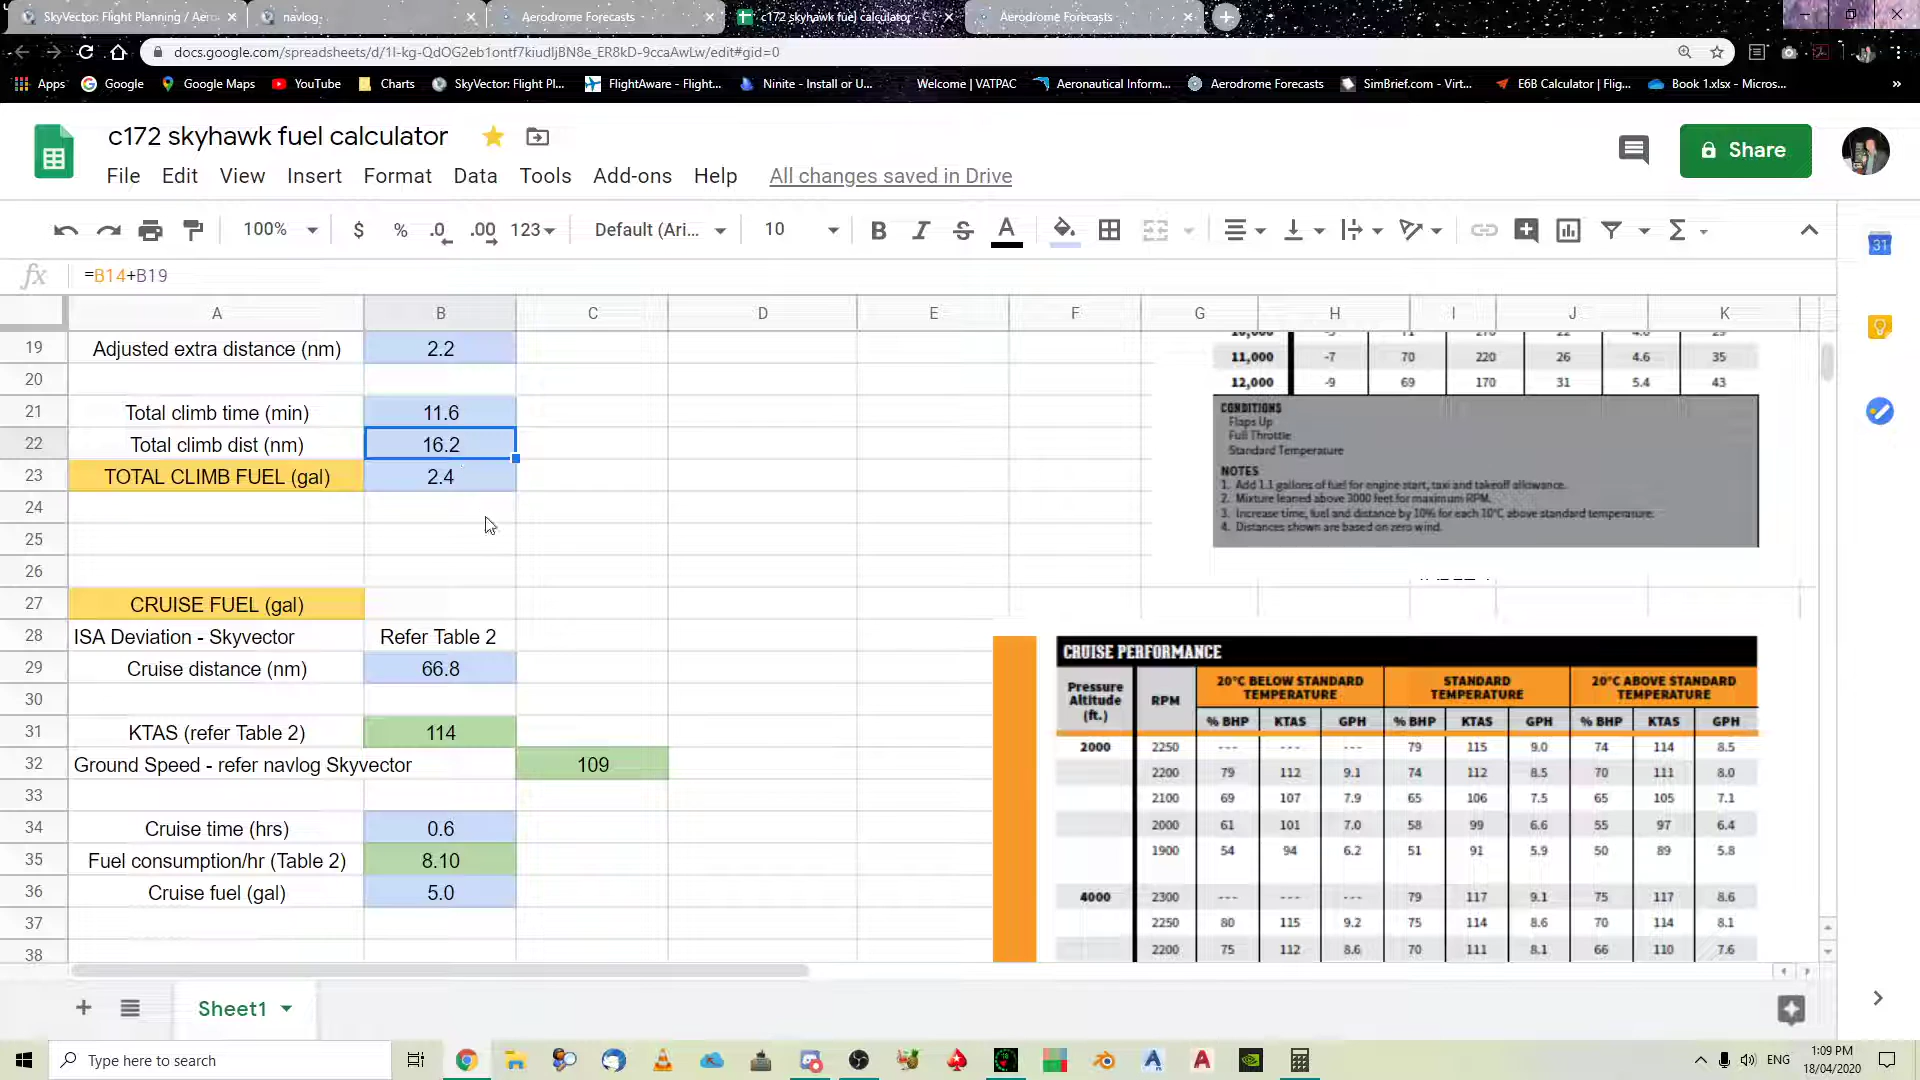 SkyVector: Flight Planning / Aero
navlog-
Aerodrome Forecasts
c172 skyhawk fuel calculator - G
Aerodrome Forecasts
docs.google.com/spreadsheets/d/1I-kg-QdOG2eb1ontf7kiudljBN8e_ER8kD-9ccaAwLw/edit#gid=0
Apps Google Google Maps YouTube Charts SkyVector: Flight Pl... FlightAware - Flight... Ninite - Install or U... Welcome | VATPAC Aeronautical Inform... Aerodrome Forecasts SimBrief.com - Virt... E6B Calculator | Flig... Book 1.xlsx - Micros... »
c172 skyhawk fuel calculator
Share
File Edit View Insert Format Data Tools Add-ons Help All changes saved in Drive
100% $ % .0 .00 123 Default (Ari... 10 B I S A
31
fx =B14+B19
A B C D E F G H I J K
19 Adjusted extra distance (nm) 2.2
20
21 Total climb time (min) 11.6
22 Total climb dist (nm) 16.2
23 TOTAL CLIMB FUEL (gal) 2.4
24
25
26
27 CRUISE FUEL (gal)
28 ISA Deviation - Skyvector Refer Table 2
29 Cruise distance (nm) 66.8
30
31 KTAS (refer Table 2) 114
32 Ground Speed - refer navlog Skyvector 109
33
34 Cruise time (hrs) 0.6
35 Fuel consumption/hr (Table 2) 8.10
36 Cruise fuel (gal) 5.0
37
38
11,000 -7 70 220 26 4.6 35
12,000 -9 69 170 31 5.4 43
CONDITIONS
Flaps Up
Full Throttle
Standard Temperature
NOTES
1. Add 1.1 gallons of fuel for engine start, taxi and takeoff allowance.
2. Mixture leaned above 3000 feet for maximum RPM.
3. Increase time, fuel and distance by 10% for each 10°C above standard temperature.
4. Distances shown are based on zero wind.
CRUISE PERFORMANCE
Pressure Altitude (ft.) RPM 20°C BELOW STANDARD TEMPERATURE STANDARD TEMPERATURE 20°C ABOVE STANDARD TEMPERATURE
% BHP KTAS GPH % BHP KTAS GPH % BHP KTAS GPH
2000 2250 --- --- --- 79 115 9.0 74 114 8.5
2200 79 112 9.1 74 112 8.5 70 111 8.0
2100 69 107 7.9 65 106 7.5 65 105 7.1
2000 61 101 7.0 58 99 6.6 55 97 6.4
1900 54 94 6.2 51 91 5.9 50 89 5.8
4000 2300 --- --- --- 79 117 9.1 75 117 8.6
2250 80 115 9.2 75 114 8.6 70 114 8.1
2200 75 112 8.6 70 111 8.1 66 110 7.6
Sheet1
Type here to search
ENG
1:09 PM
18/04/2020